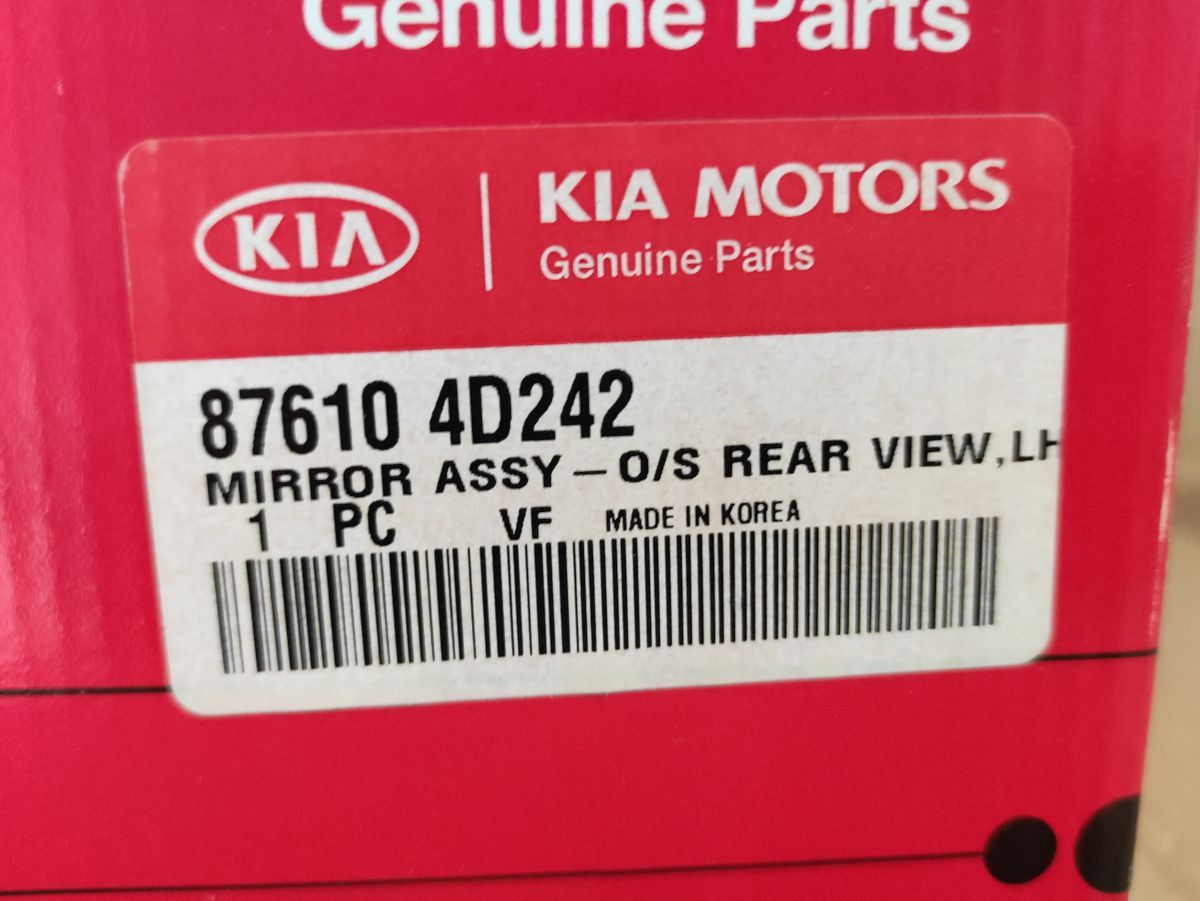 Genuine Parts
KIA
KIA MOTORS
Genuine Parts
87610 4D242
MIRROR ASSY - O/S REAR VIEW,LH
1 PC VF MADE IN KOREA